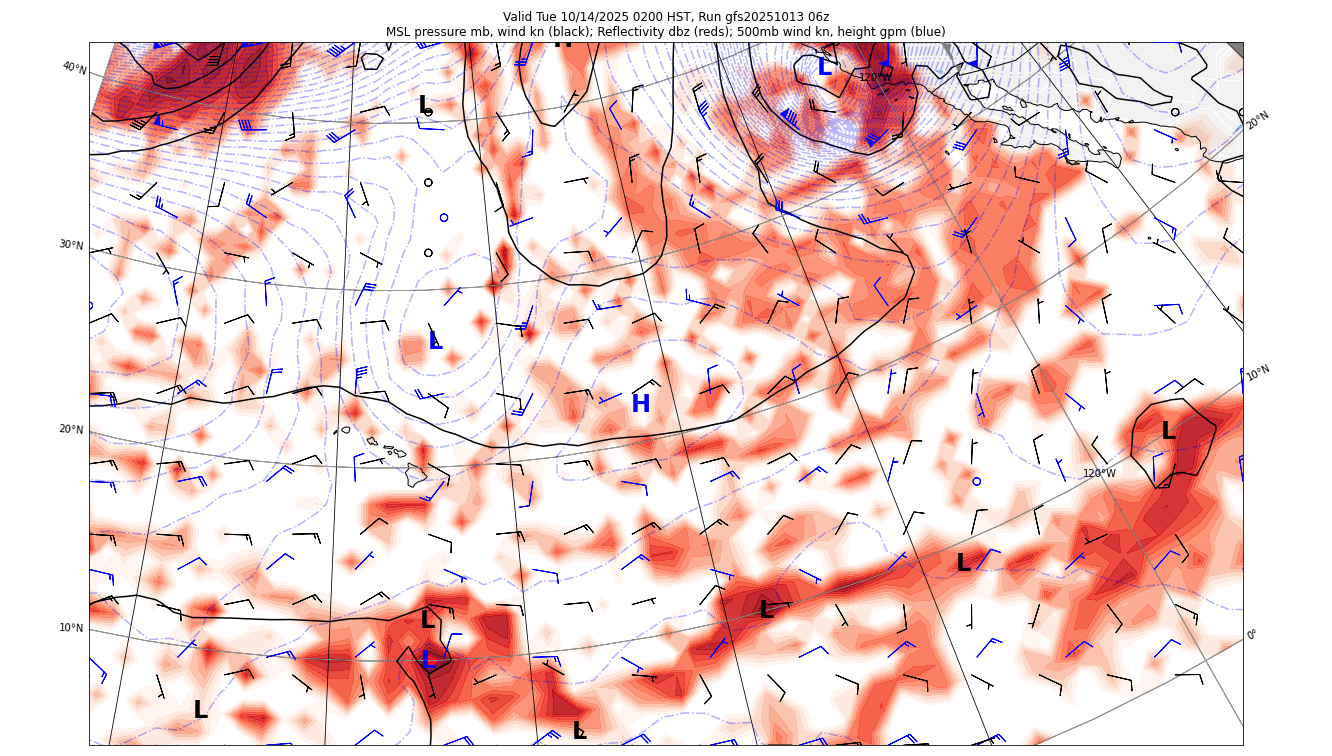 Valid Tue 10/14/2025 0200 HST, Run gfs20251013 06z
MSL pressure mb, wind kn (black); Reflectivity dbz (reds); 500mb wind kn, height gpm (blue)
H
40°N
L
120°W
L
20°N
30°N
L
10°N
H
20°N
L
120°W
L
L
L
10°N
0°
L
L
L